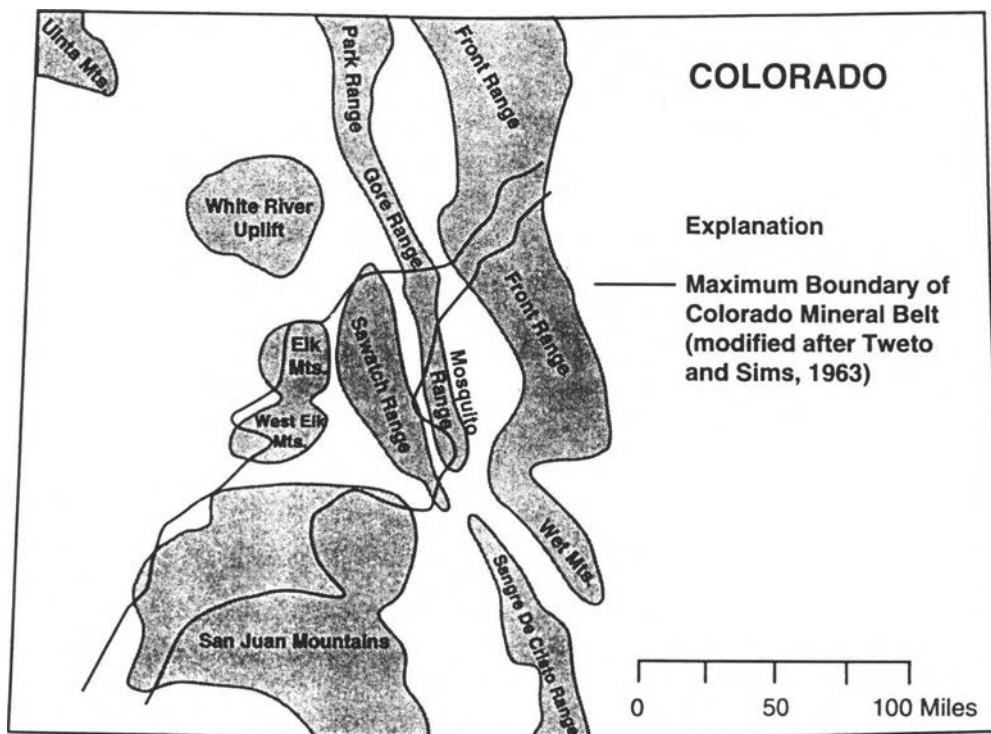 Uinta Mts.
Park Range
Front Range
COLORADO
White River
Uplift
Gore Range
Explanation
Maximum Boundary of
Colorado Mineral Belt
(modified after Tweto
and Sims, 1963)
Front Range
Elk
Mts.
Sawatch Range
Mosquito
Range
West Elk
Mts.
Wet Mts.
Sangre De Cristo Range
San Juan Mountains
0 50 100 Miles